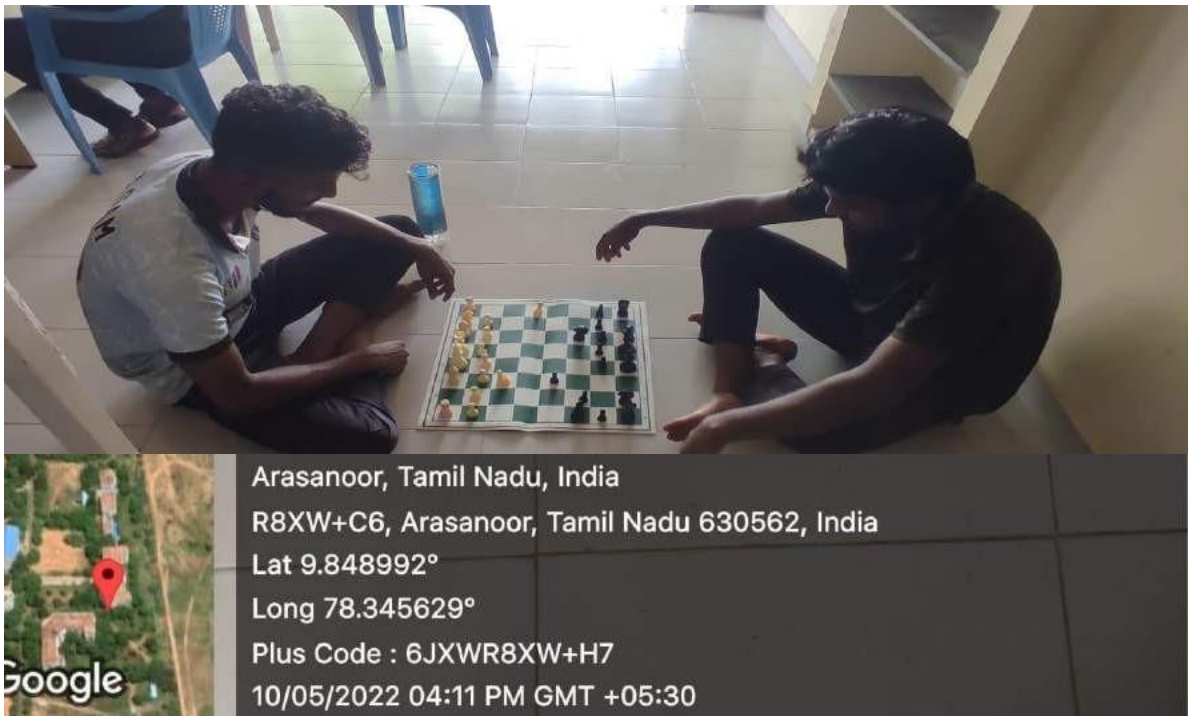 Arasanoor, Tamil Nadu, India
R8XW+C6, Arasanoor, Tamil Nadu 630562, India
Lat 9.848992°
Long 78.345629°
Plus Code : 6JXWR8XW+H7
10/05/2022 04:11 PM GMT +05:30
Google